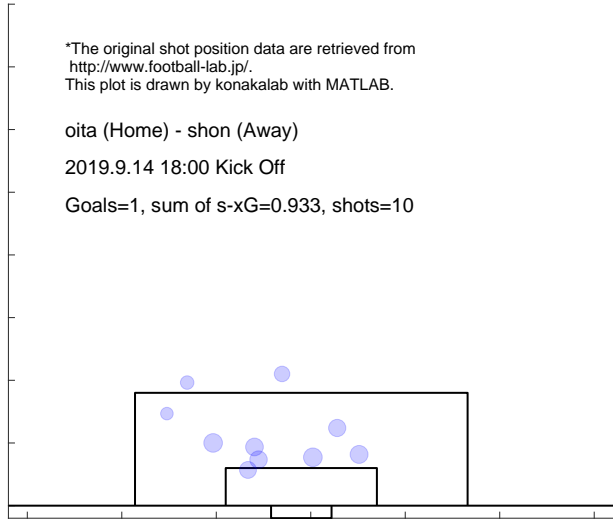 *The original shot position data are retrieved from
http://www.football-lab.jp/.
This plot is drawn by konakalab with MATLAB.
oita (Home) - shon (Away)
2019.9.14 18:00 Kick Off
Goals=1, sum of s-xG=0.933, shots=10